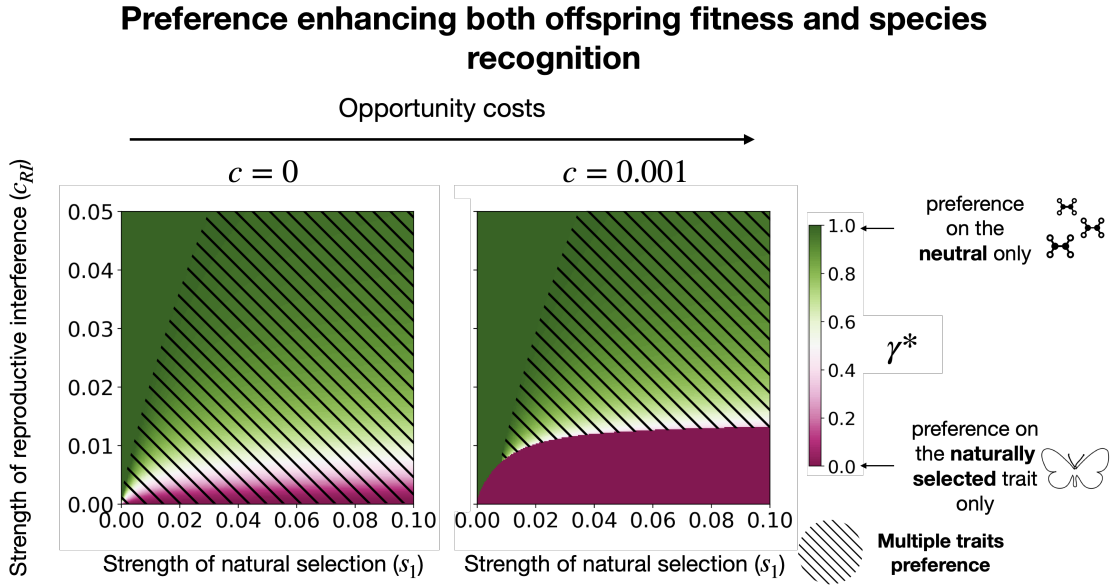 Preference enhancing both offspring fitness and species
recognition
Opportunity costs
c = 0
c = 0.001
Strength of reproductive interference (c_RI)
0.05
0.04
0.03
0.02
0.01
0.00
0.00 0.02 0.04 0.06 0.08 0.10
0.00 0.02 0.04 0.06 0.08 0.10
Strength of natural selection (s₁)
Strength of natural selection (s₁)
1.0
0.8
0.6
0.4
0.2
0.0
γ*
preference
on the
neutral only
preference on
the naturally
selected trait
only
Multiple traits
preference